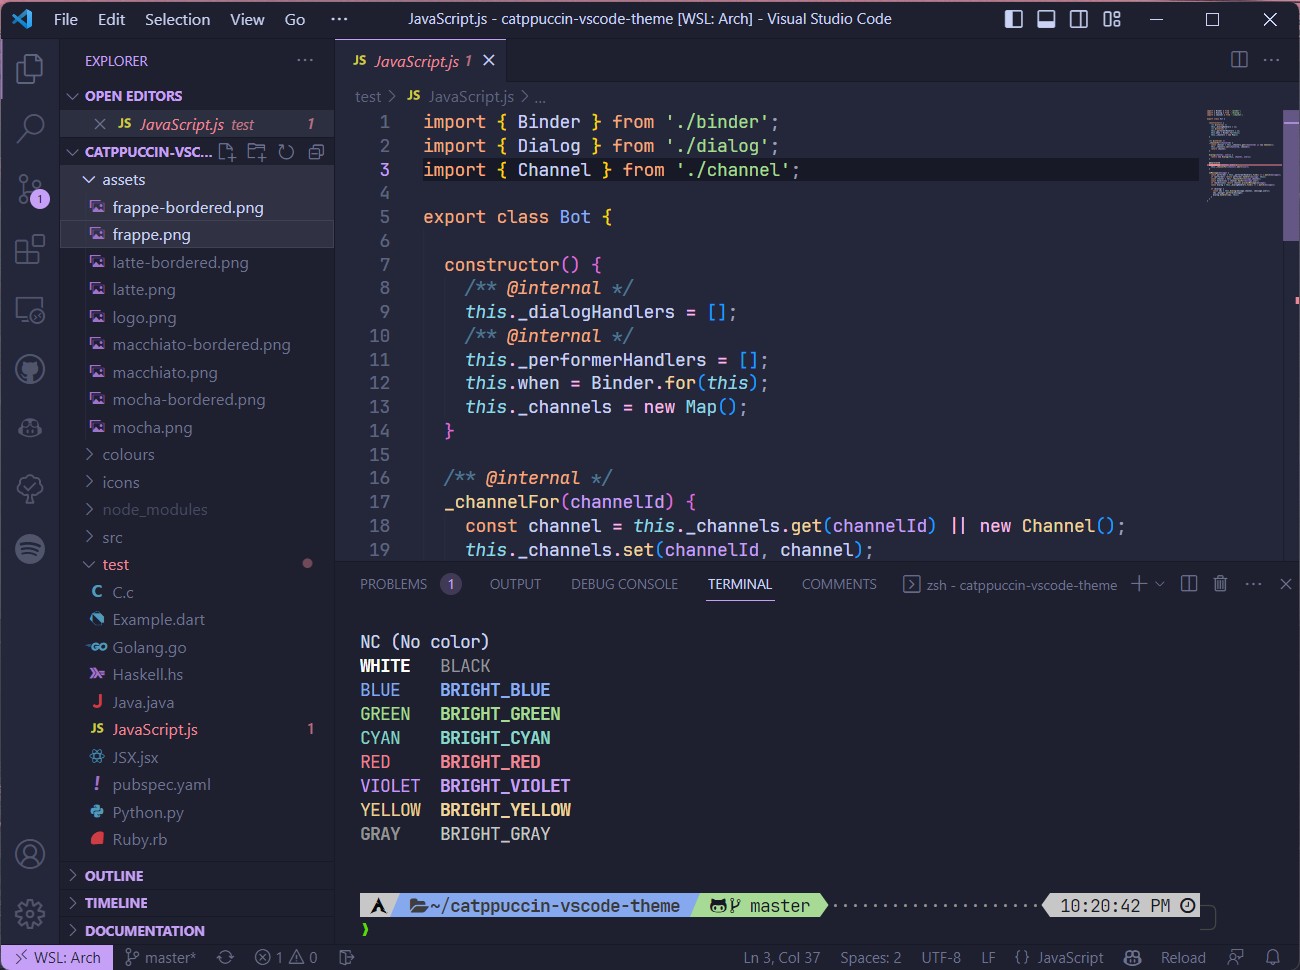 File Edit Selection View Go ··· JavaScript.js - catppuccin-vscode-theme [WSL: Arch] - Visual Studio Code
EXPLORER ···
OPEN EDITORS
JS JavaScript.js test 1
CATPPUCCIN-VSC...
assets
frappe-bordered.png
frappe.png
latte-bordered.png
latte.png
logo.png
macchiato-bordered.png
macchiato.png
mocha-bordered.png
mocha.png
colours
icons
node_modules
src
test
C C.c
Example.dart
GO Golang.go
Haskell.hs
J Java.java
JS JavaScript.js 1
JSX.jsx
! pubspec.yaml
Python.py
Ruby.rb
OUTLINE
TIMELINE
DOCUMENTATION
1
JS JavaScript.js 1
test > JS JavaScript.js > ...
1 import { Binder } from './binder';
2 import { Dialog } from './dialog';
3 import { Channel } from './channel';
4
5 export class Bot {
6
7 constructor() {
8 /** @internal */
9 this._dialogHandlers = [];
10 /** @internal */
11 this._performerHandlers = [];
12 this.when = Binder.for(this);
13 this._channels = new Map();
14 }
15
16 /** @internal */
17 _channelFor(channelId) {
18 const channel = this._channels.get(channelId) || new Channel();
19 this._channels.set(channelId, channel);
PROBLEMS 1 OUTPUT DEBUG CONSOLE TERMINAL COMMENTS zsh - catppuccin-vscode-theme
NC (No color)
WHITE BLACK
BLUE BRIGHT_BLUE
GREEN BRIGHT_GREEN
CYAN BRIGHT_CYAN
RED BRIGHT_RED
VIOLET BRIGHT_VIOLET
YELLOW BRIGHT_YELLOW
GRAY BRIGHT_GRAY
~/catppuccin-vscode-theme master 10:20:42 PM
❯
WSL: Arch master* 1 0 Ln 3, Col 37 Spaces: 2 UTF-8 LF {} JavaScript Reload